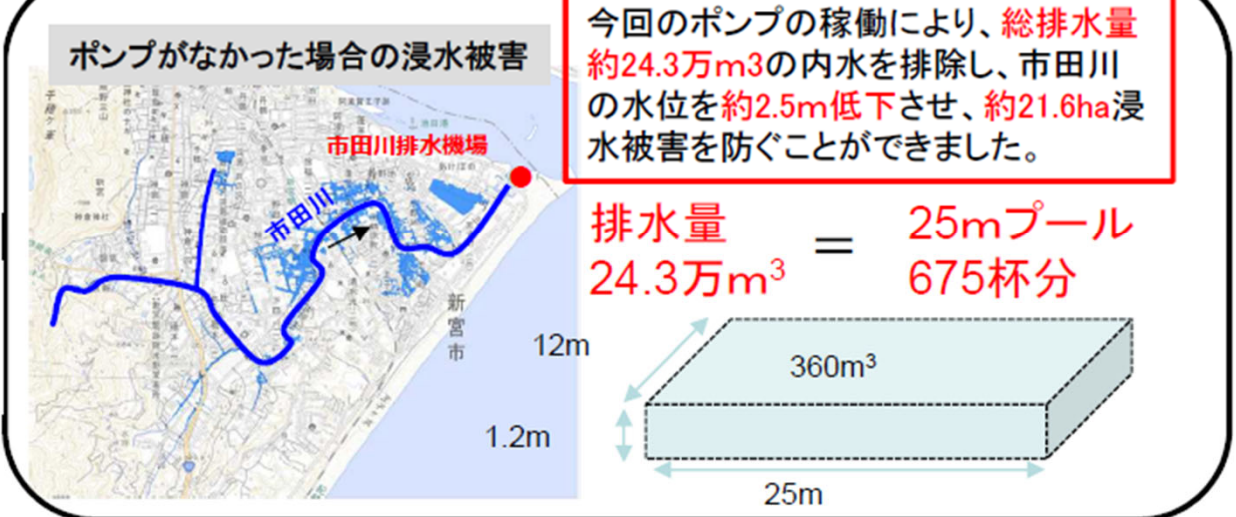 ポンプがなかった場合の浸水被害
今回のポンプの稼働により、総排水量
約24.3万m3の内水を排除し、市田川
の水位を約2.5m低下させ、約21.6ha浸
水被害を防ぐことができました。
市田川排水機場
市田川
新宮市
排水量
24.3万m³
=
25mプール
675杯分
12m
360m³
1.2m
25m